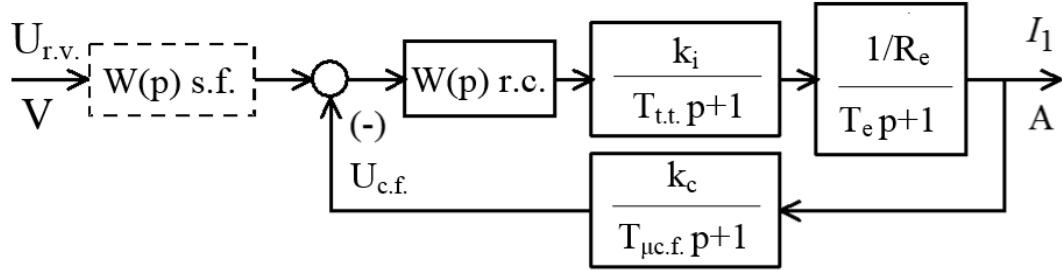 U_r.v.
V
W(p) s.f.
(-)
U_c.f.
W(p) r.c.
k_i
T_t.t. p+1
1/R_e
T_e p+1
I_1
A
k_c
T_μc.f. p+1